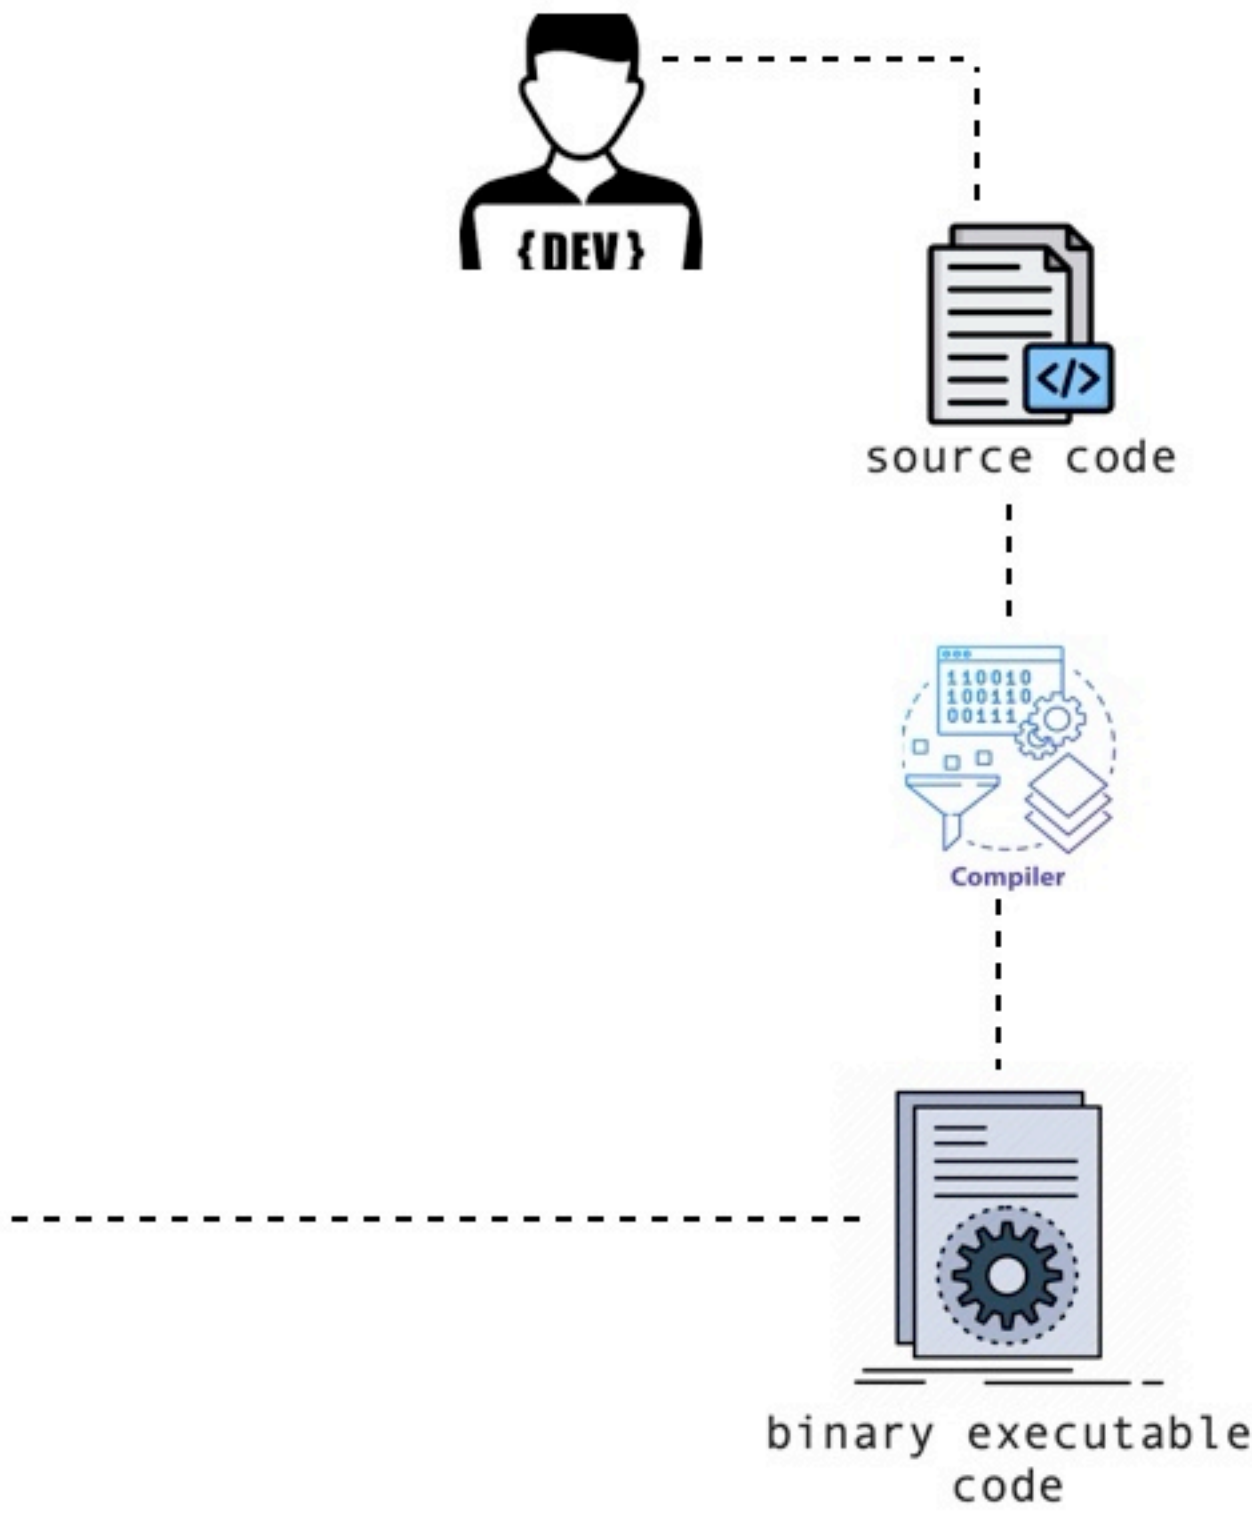 {DEV}
</>
source code
110010
100110
00111
Compiler
binary executable
code